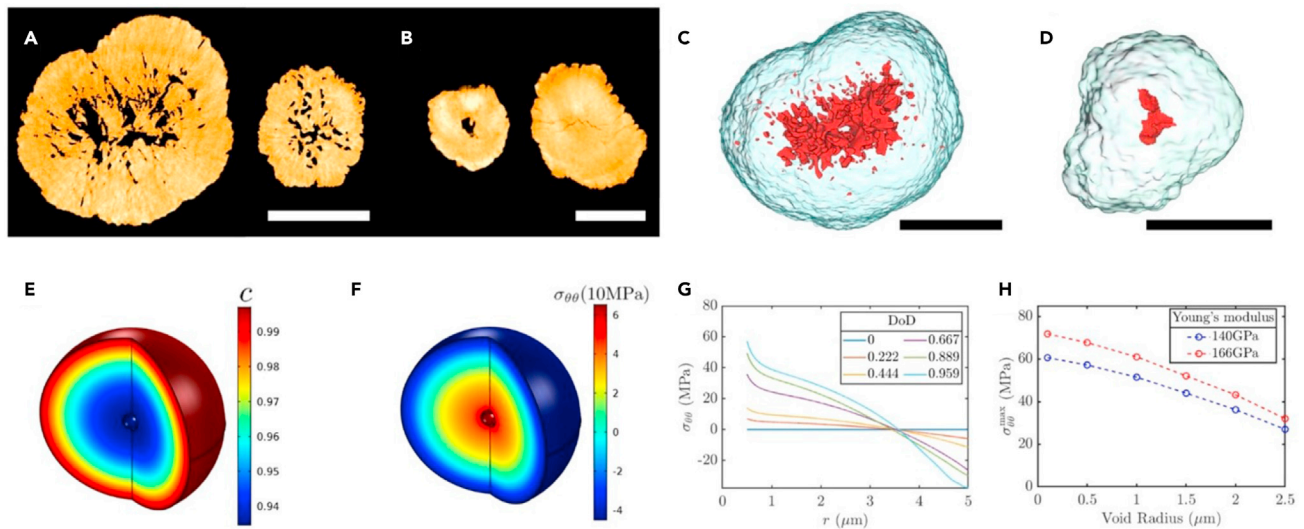 A
B
C
D
E
c
0.99
0.98
0.97
0.96
0.95
0.94
F
σθθ(10MPa)
6
4
2
0
-2
-4
G
80
60
40
20
0
-20
σθθ (MPa)
DoD
0 0.667
0.222 0.889
0.444 0.959
0 1 2 3 4 5
r (μm)
H
80
60
40
20
0
σθθmax (MPa)
Young's modulus
140GPa
166GPa
0 0.5 1 1.5 2 2.5
Void Radius (μm)